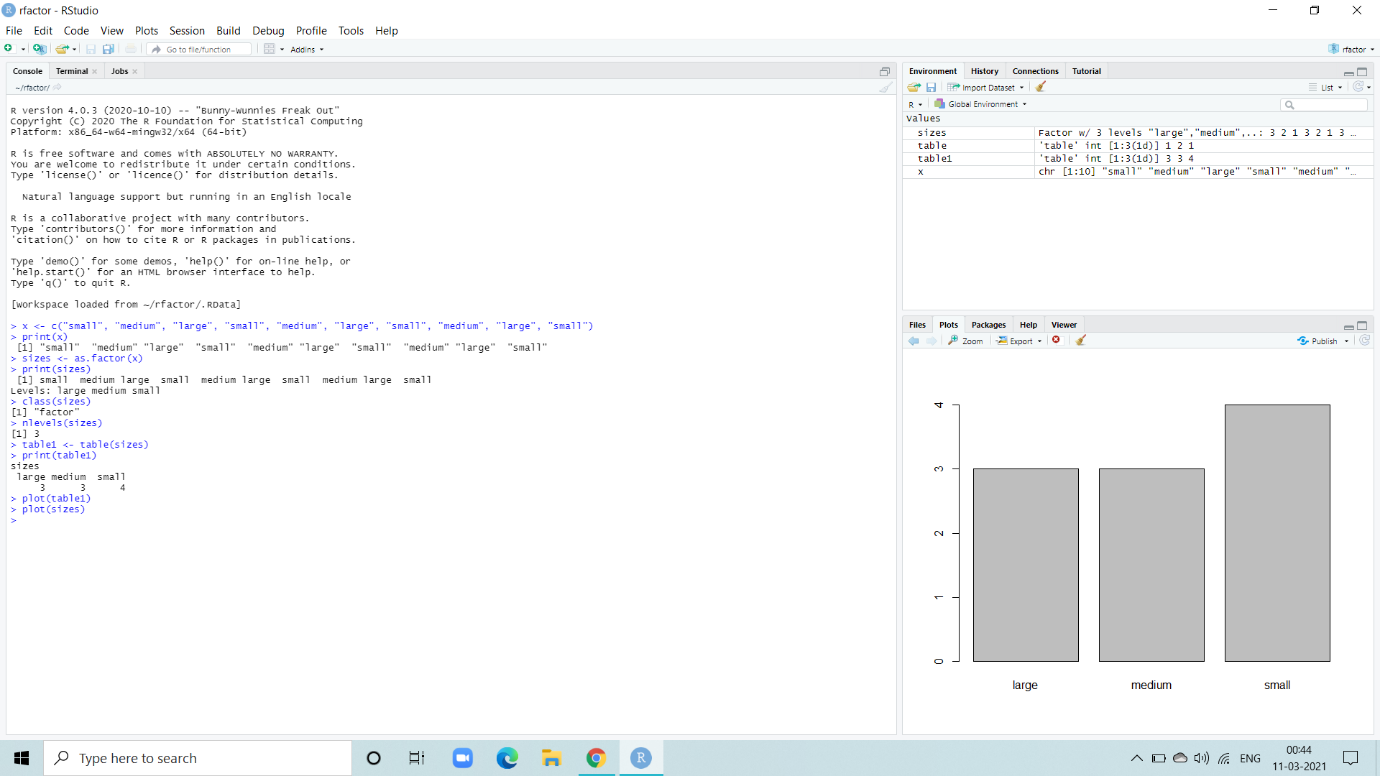 rfactor - RStudio
File Edit Code View Plots Session Build Debug Profile Tools Help
Go to file/function Addins rfactor
Console Terminal Jobs
~/rfactor/
R version 4.0.3 (2020-10-10) -- "Bunny-Wunnies Freak Out"
Copyright (C) 2020 The R Foundation for Statistical Computing
Platform: x86_64-w64-mingw32/x64 (64-bit)
R is free software and comes with ABSOLUTELY NO WARRANTY.
You are welcome to redistribute it under certain conditions.
Type 'license()' or 'licence()' for distribution details.
Natural language support but running in an English locale
R is a collaborative project with many contributors.
Type 'contributors()' for more information and
'citation()' on how to cite R or R packages in publications.
Type 'demo()' for some demos, 'help()' for on-line help, or
'help.start()' for an HTML browser interface to help.
Type 'q()' to quit R.
[Workspace loaded from ~/rfactor/.RData]
> x <- c("small", "medium", "large", "small", "medium", "large", "small", "medium", "large", "small")
> print(x)
[1] "small"  "medium" "large"  "small"  "medium" "large"  "small"  "medium" "large"  "small"
> sizes <- as.factor(x)
> print(sizes)
[1] small  medium large  small  medium large  small  medium large  small
Levels: large medium small
> class(sizes)
[1] "factor"
> nlevels(sizes)
[1] 3
> table1 <- table(sizes)
> print(table1)
sizes
large medium  small
3      3      4
> plot(table1)
> plot(sizes)
>
Environment History Connections Tutorial
Import Dataset List
R Global Environment
Values
sizes Factor w/ 3 levels "large","medium",..: 3 2 1 3 2 1 3 …
table 'table' int [1:3(1d)] 1 2 1
table1 'table' int [1:3(1d)] 3 3 4
x chr [1:10] "small" "medium" "large" "small" "medium" "…
Files Plots Packages Help Viewer
Zoom Export Publish
4
3
2
1
0
large medium small
Type here to search
ENG
00:44
11-03-2021